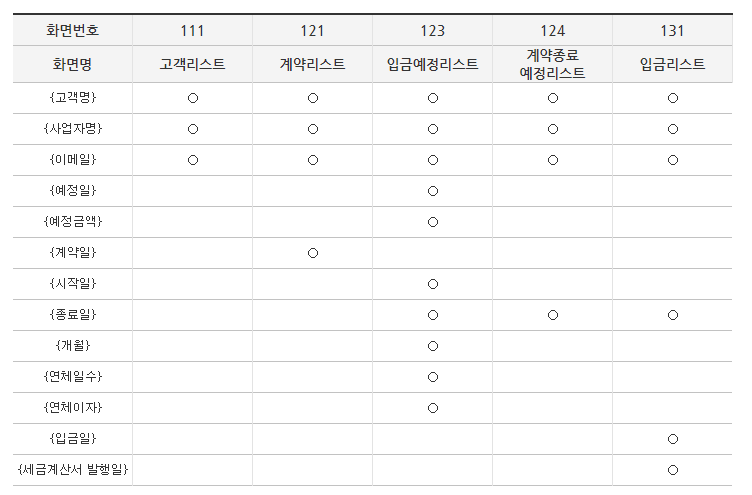 화면번호 111 121 123 124 131
화면명 고객리스트 계약리스트 입금예정리스트 계약종료 예정리스트 입금리스트
{고객명} ○ ○ ○ ○ ○
{사업자명} ○ ○ ○ ○ ○
{이메일} ○ ○ ○ ○ ○
{예정일} ○
{예정금액} ○
{계약일} ○
{시작일} ○
{종료일} ○ ○ ○
{개월} ○
{연체일수} ○
{연체이자} ○
{입금일} ○
{세금계산서 발행일} ○